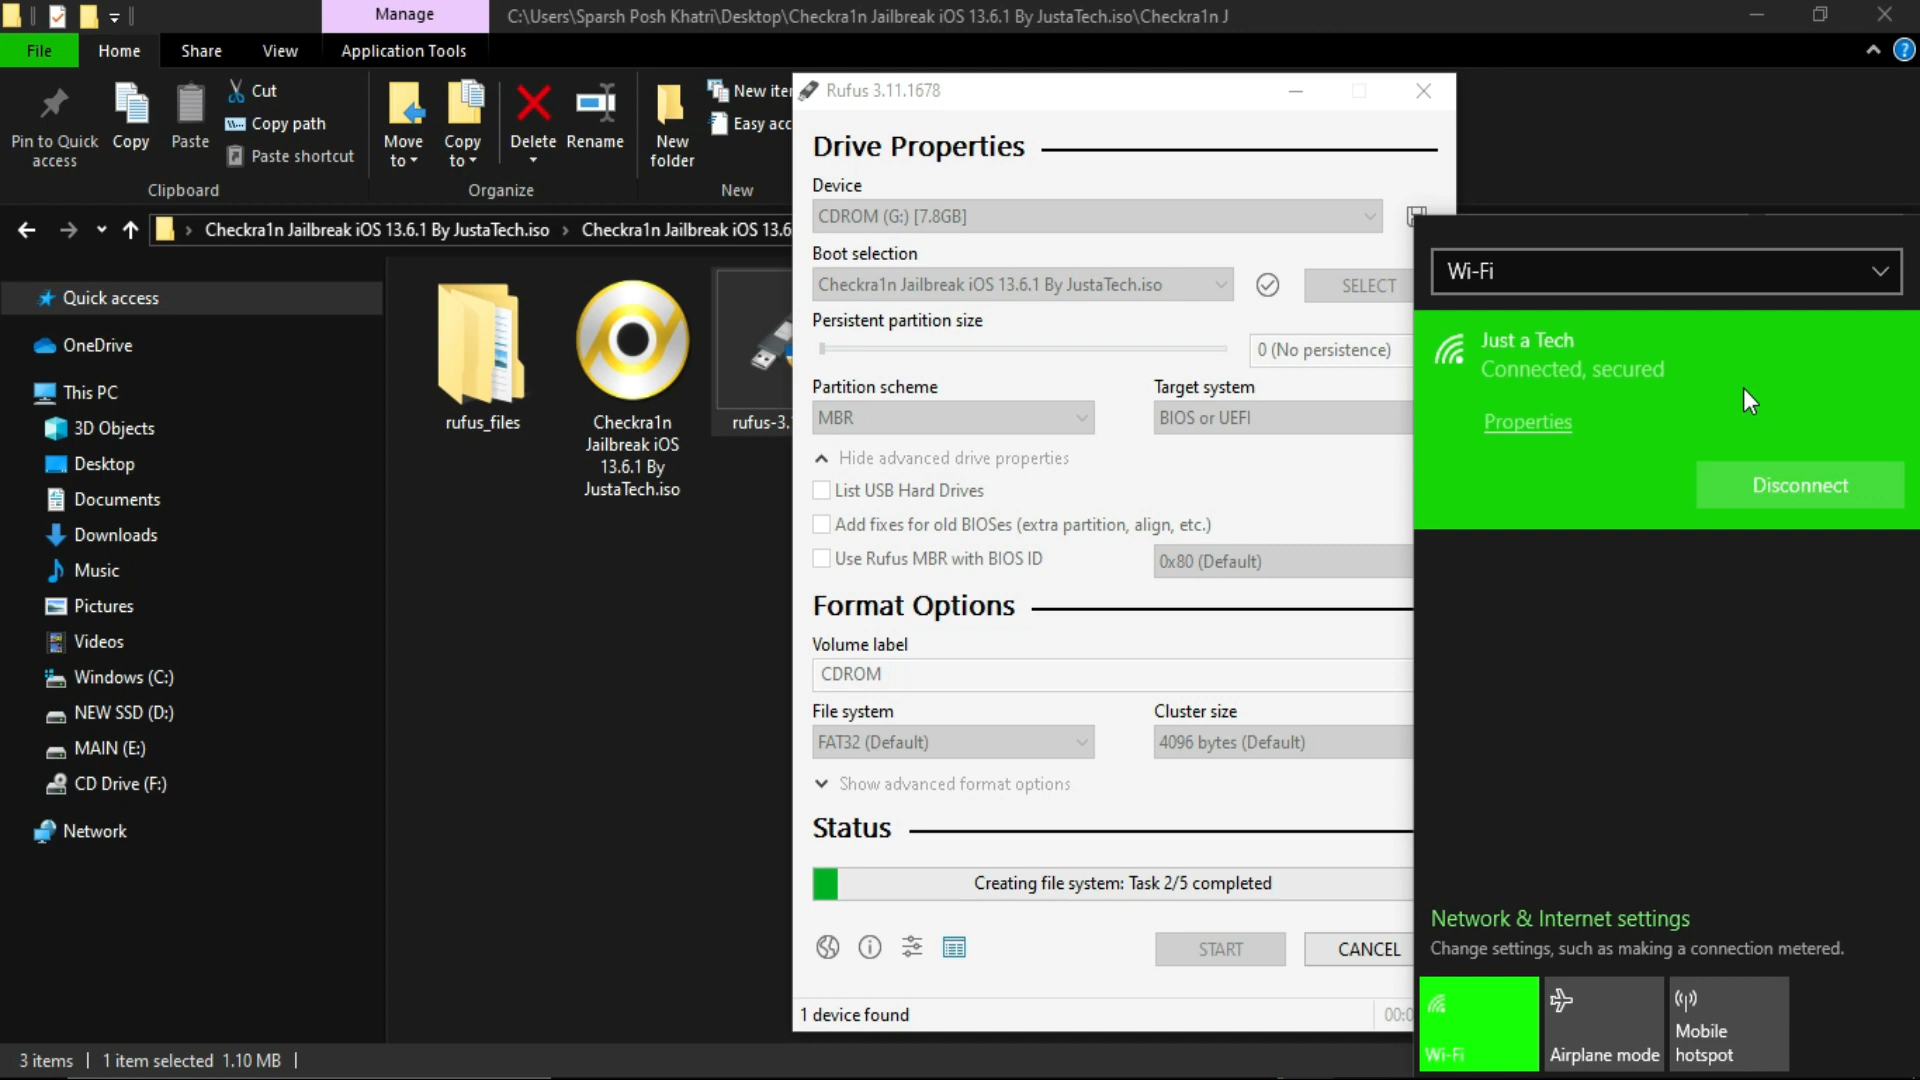 Manage
C:\Users\Sparsh Posh Khatri\Desktop\Checkra1n Jailbreak iOS 13.6.1 By JustaTech.iso\Checkra1n J
File
Home
Share
View
Application Tools
Pin to Quick
access
Copy
Paste
Cut
Copy path
Paste shortcut
Clipboard
Move
to
Copy
to
Delete
Rename
Organize
New
folder
New iter
Easy acc
New
Checkra1n Jailbreak iOS 13.6.1 By JustaTech.iso
Checkra1n Jailbreak iOS 13.6
Quick access
OneDrive
This PC
3D Objects
Desktop
Documents
Downloads
Music
Pictures
Videos
Windows (C:)
NEW SSD (D:)
MAIN (E:)
CD Drive (F:)
Network
rufus_files
Checkra1n
Jailbreak iOS
13.6.1 By
JustaTech.iso
rufus-3.
3 items
1 item selected 1.10 MB
Rufus 3.11.1678
Drive Properties
Device
CDROM (G:) [7.8GB]
Boot selection
Checkra1n Jailbreak iOS 13.6.1 By JustaTech.iso
SELECT
Persistent partition size
0 (No persistence)
Partition scheme
Target system
MBR
BIOS or UEFI
Hide advanced drive properties
List USB Hard Drives
Add fixes for old BIOSes (extra partition, align, etc.)
Use Rufus MBR with BIOS ID
0x80 (Default)
Format Options
Volume label
CDROM
File system
Cluster size
FAT32 (Default)
4096 bytes (Default)
Show advanced format options
Status
Creating file system: Task 2/5 completed
START
CANCEL
1 device found
00:0
Wi-Fi
Just a Tech
Connected, secured
Properties
Disconnect
Network & Internet settings
Change settings, such as making a connection metered.
Wi-Fi
Airplane mode
Mobile
hotspot